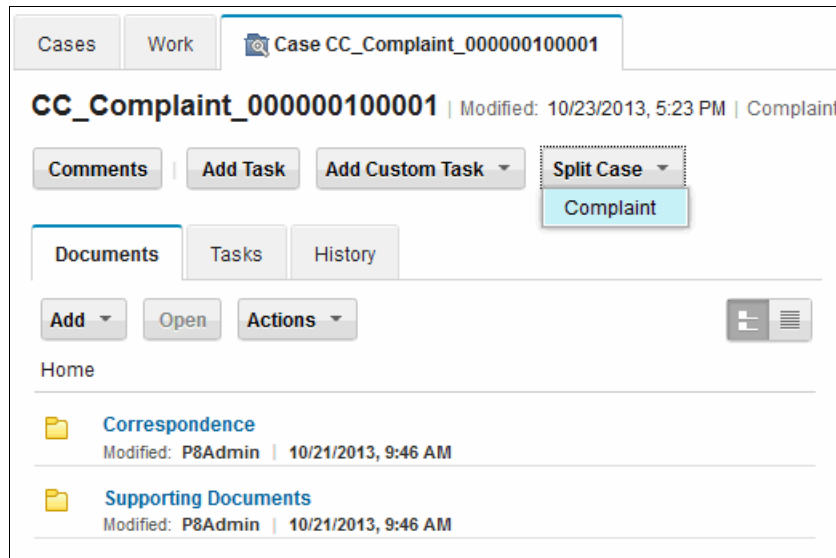 Cases Work Case CC_Complaint_000000100001
CC_Complaint_000000100001 | Modified: 10/23/2013, 5:23 PM | Complaint
Comments | Add Task Add Custom Task Split Case
Complaint
Documents Tasks History
Add Open Actions
Home
Correspondence
Modified: P8Admin | 10/21/2013, 9:46 AM
Supporting Documents
Modified: P8Admin | 10/21/2013, 9:46 AM